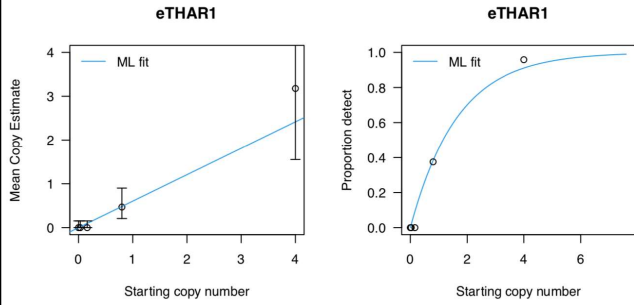 eTHAR1
Mean Copy Estimate
4
3
2
1
0
ML fit
0 1 2 3 4
Starting copy number
eTHAR1
Proportion detect
1.0
0.8
0.6
0.4
0.2
0.0
ML fit
0 2 4 6
Starting copy number